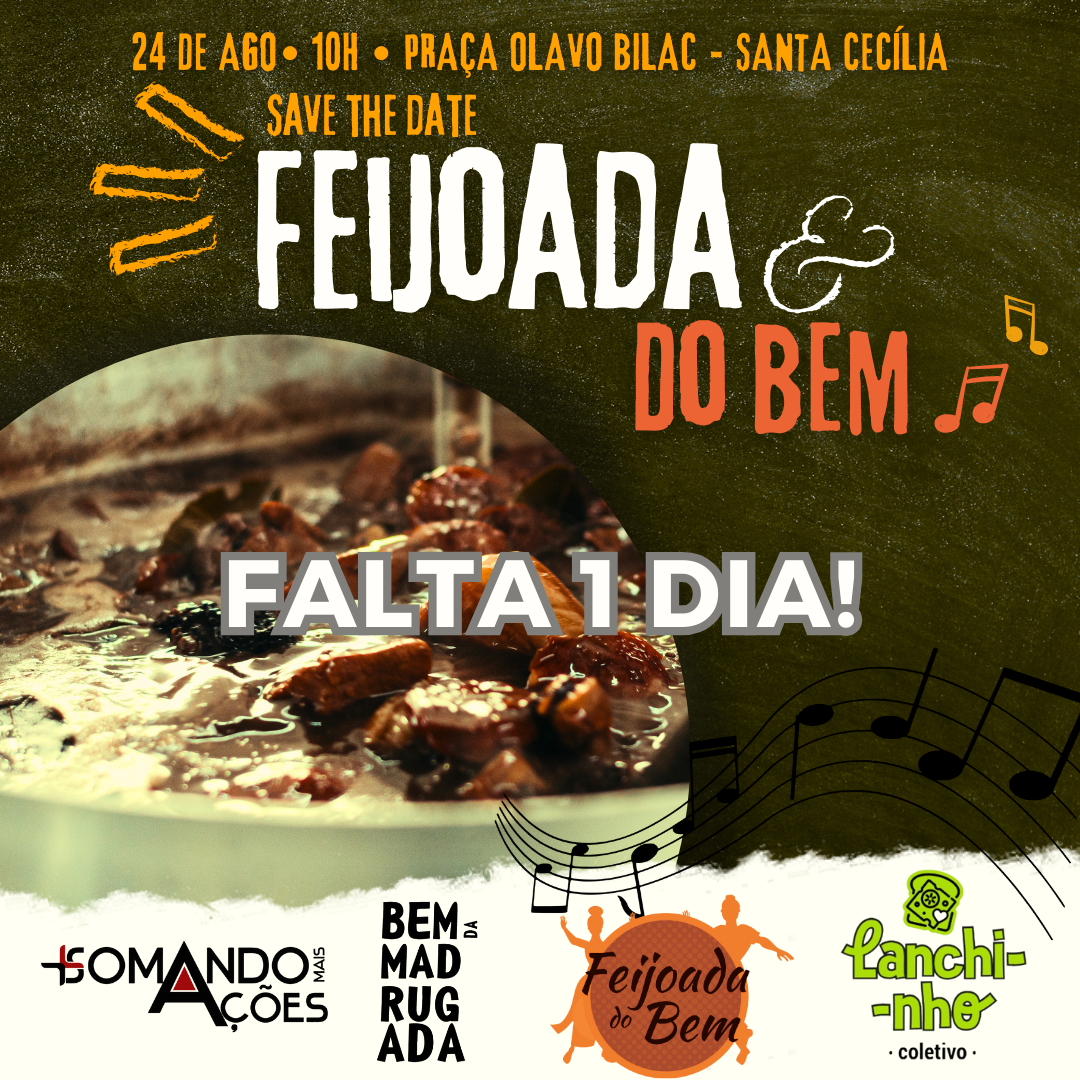 24 DE AGO• 10H • PRAÇA OLAVO BILAC - SANTA CECÍLIA
SAVE THE DATE
FEIJOADA &
DO BEM
FALTA 1 DIA!
+SOMANDO MAIS
AÇÕES
BEM DA
MAD
RUG
ADA
Feijoada
do Bem
Lanchi-
-nho
· coletivo ·